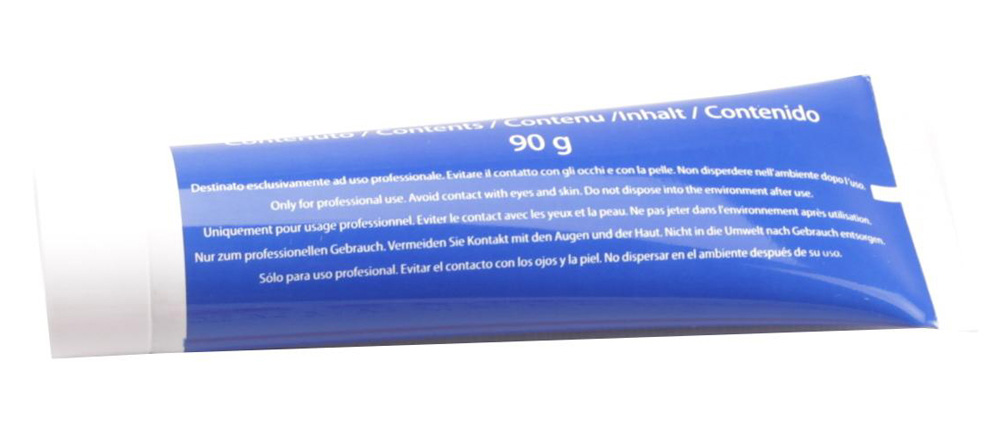 Contenuto / Contents / Contenu /Inhalt / Contenido
90 g
Destinato esclusivamente ad uso professionale. Evitare il contatto con gli occhi e con la pelle. Non disperdere nell'ambiente dopo l'uso.
Only for professional use. Avoid contact with eyes and skin. Do not dispose into the environment after use.
Uniquement pour usage professionnel. Eviter le contact avec les yeux et la peau. Ne pas jeter dans l'environnement après utilisation.
Nur zum professionellen Gebrauch. Vermeiden Sie Kontakt mit den Augen und der Haut. Nicht in die Umwelt nach Gebrauch entsorgen.
Sólo para uso profesional. Evitar el contacto con los ojos y la piel. No dispersar en el ambiente después de su uso.